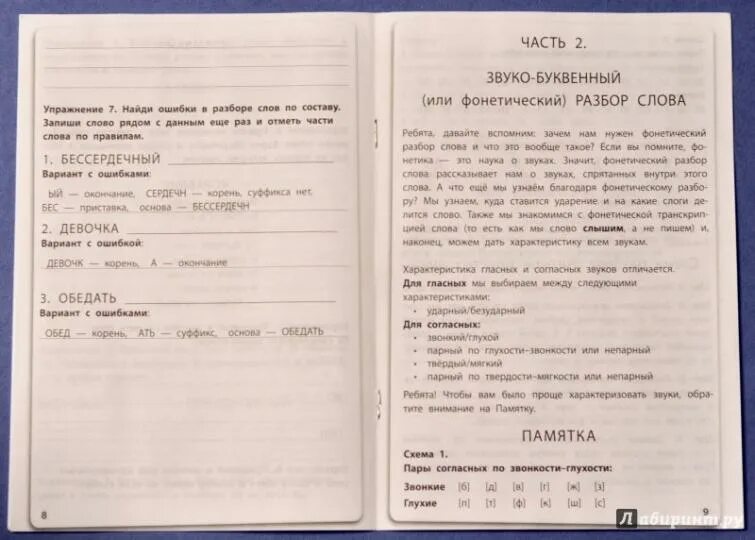 Упражнение 7. Найди ошибки в разборе слов по составу.
Запиши слово рядом с данным еще раз и отметь части
слова по правилам.
1. БЕССЕРДЕЧНЫЙ
Вариант с ошибками:
ЫЙ — окончание, СЕРДЕЧН — корень, суффикса нет,
БЕС — приставка, основа — БЕССЕРДЕЧН
2. ДЕВОЧКА
Вариант с ошибкой:
ДЕВОЧК — корень, А — окончание
3. ОБЕДАТЬ
Вариант с ошибками:
ОБЕД — корень, АТЬ — суффикс, основа — ОБЕДАТЬ
8
ЧАСТЬ 2.
ЗВУКО-БУКВЕННЫЙ
(или фонетический) РАЗБОР СЛОВА
Ребята, давайте вспомним: зачем нам нужен фонетический
разбор слова и что это вообще такое? Если вы помните, фо-
нетика — это наука о звуках. Значит, фонетический разбор
слова рассказывает нам о звуках, спрятанных внутри этого
слова. А что ещё мы узнаём благодаря фонетическому разбо-
ру? Мы узнаем, куда ставится ударение и на какие слоги де-
лится слово. Также мы знакомимся с фонетической транскрип-
цией слова (то есть как мы слово слышим, а не пишем) и,
наконец, можем дать характеристику всем звукам.
Характеристика гласных и согласных звуков отличается.
Для гласных мы выбираем между следующими
характеристиками:
• ударный/безударный
Для согласных:
• звонкий/глухой
• парный по глухости–звонкости или непарный
• твёрдый/мягкий
• парный по твердости–мягкости или непарный
Ребята! Чтобы вам было проще характеризовать звуки, обра-
тите внимание на Памятку.
ПАМЯТКА
Схема 1.
Пары согласных по звонкости–глухости:
Звонкие [б] [д] [в] [г] [ж] [з]
Глухие [п] [т] [ф] [к] [ш] [с]
9
Лабиринт.ру